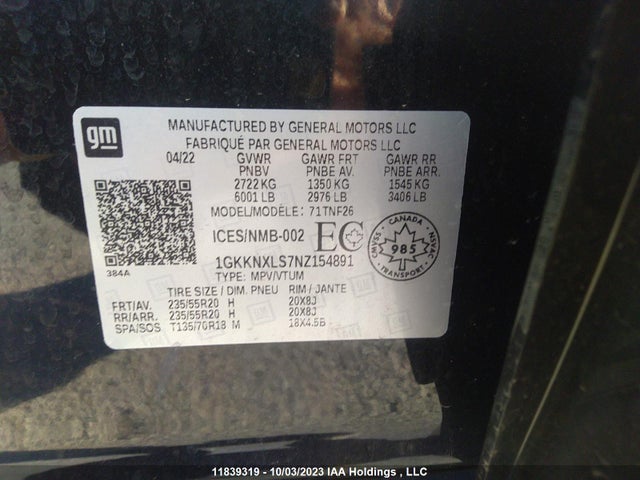 gm
MANUFACTURED BY GENERAL MOTORS LLC
FABRIQUÉ PAR GENERAL MOTORS LLC
04/22 GVWR GAWR FRT GAWR RR
PNBV PNBE AV. PNBE ARR.
2722 KG 1350 KG 1545 KG
6001 LB 2976 LB 3406 LB
MODEL/MODÈLE: 71TNF26
ICES/NMB-002 EC
CANADA
CMVSS 985 NSVAC
TRANSPORT
384A
1GKKNXLS7NZ154891
TYPE: MPV/VTUM
TIRE SIZE / DIM. PNEU RIM / JANTE
FRT/AV. 235/55R20 H 20X8J
RR/ARR. 235/55R20 H 20X8J
SPA/SOS T135/70R18 M 18X4.5B
11839319 - 10/03/2023 IAA Holdings , LLC